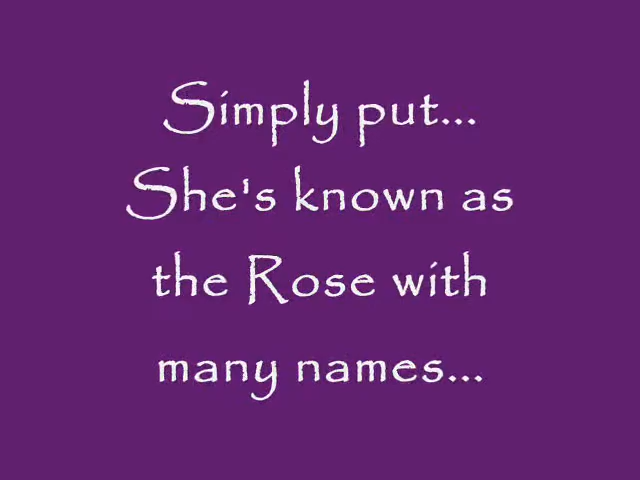 Simply put...
She's known as
the Rose with
many names...